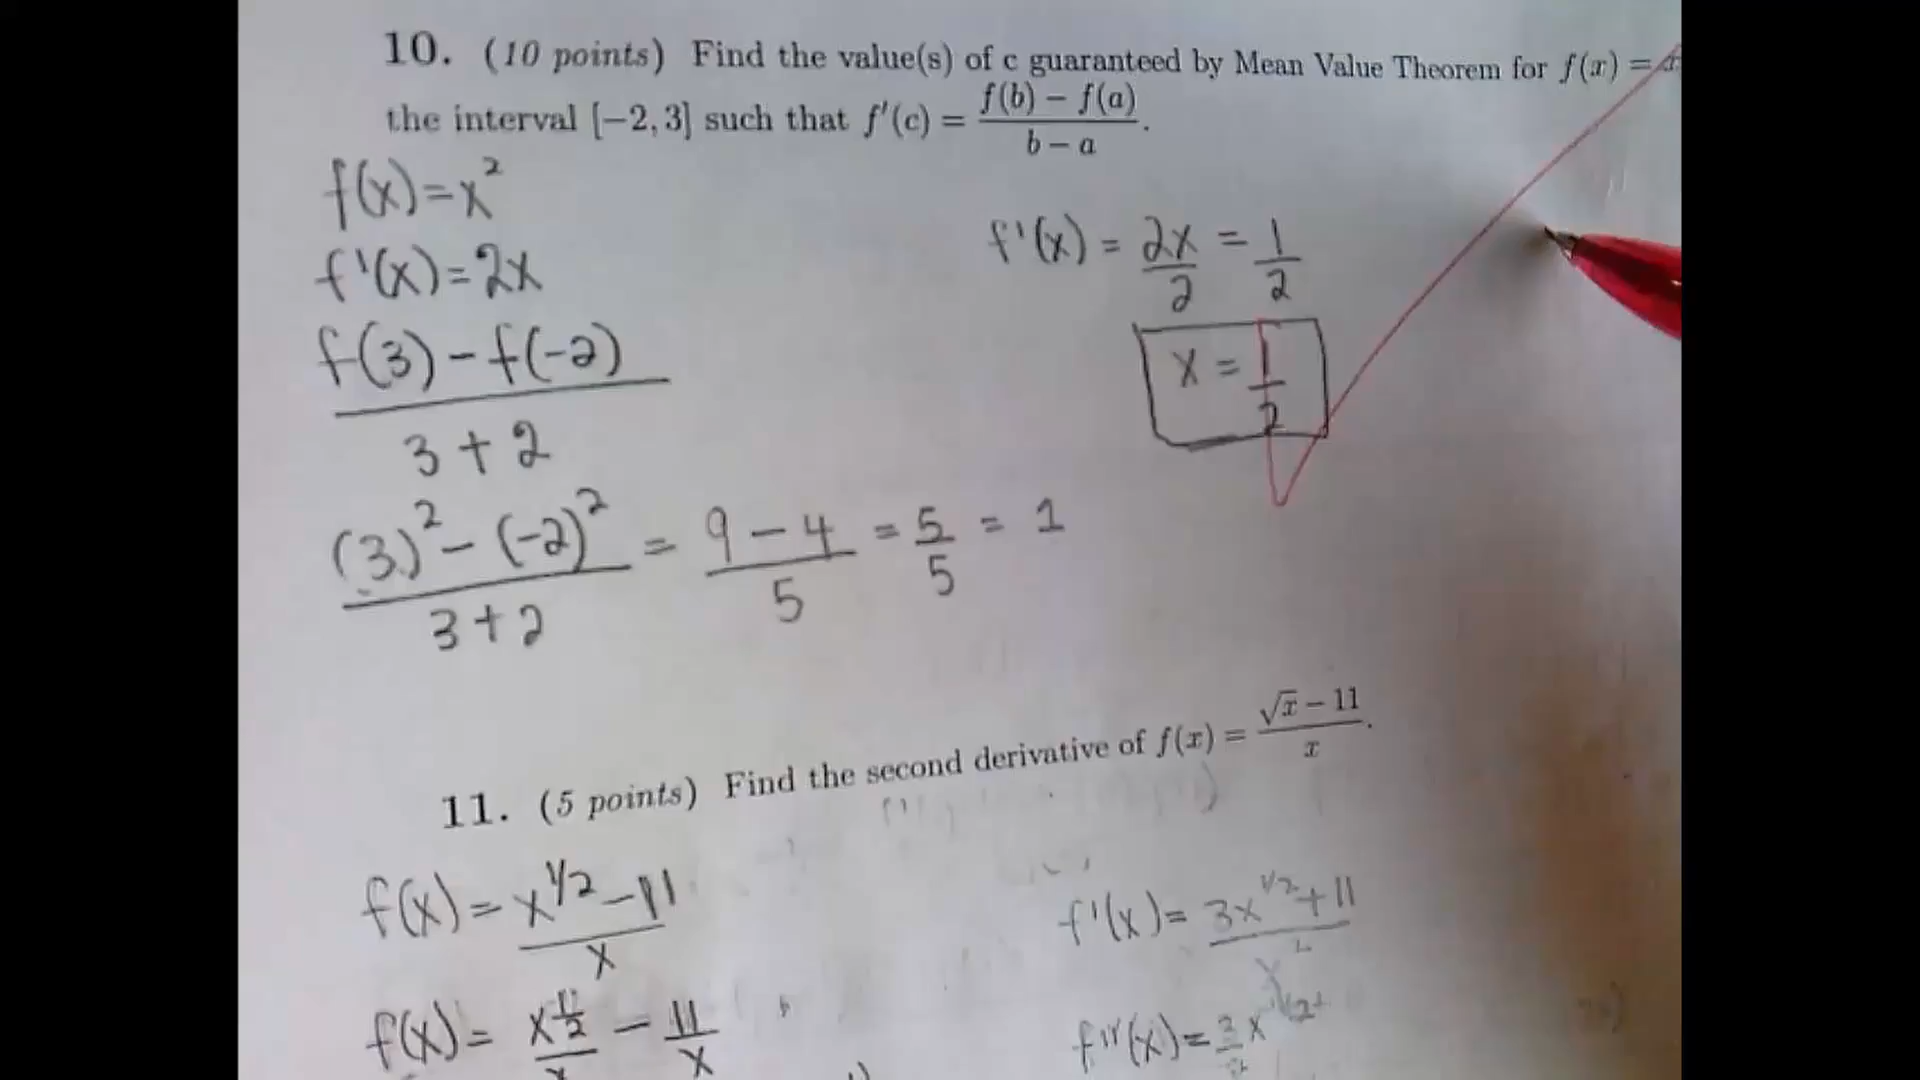 10. (10 points) Find the value(s) of c guaranteed by Mean Value Theorem for f(x) =
the interval [−2, 3] such that f'(c) = (f(b) − f(a))/(b − a).
f(x) = x²
f'(x) = 2x
(f(3) − f(−2))/(3 + 2)
((3)² − (−2)²)/(3 + 2) = (9 − 4)/5 = 5/5 = 1
f'(x) = 2x/2 = 1/2
x = 1/2
11. (5 points) Find the second derivative of f(x) = (√x − 11)/x.
f(x) = (x^1/2 − 11)/x
f(x) = − 11/x
f'(x) = 3x^1/2 + 11
f''(x) =